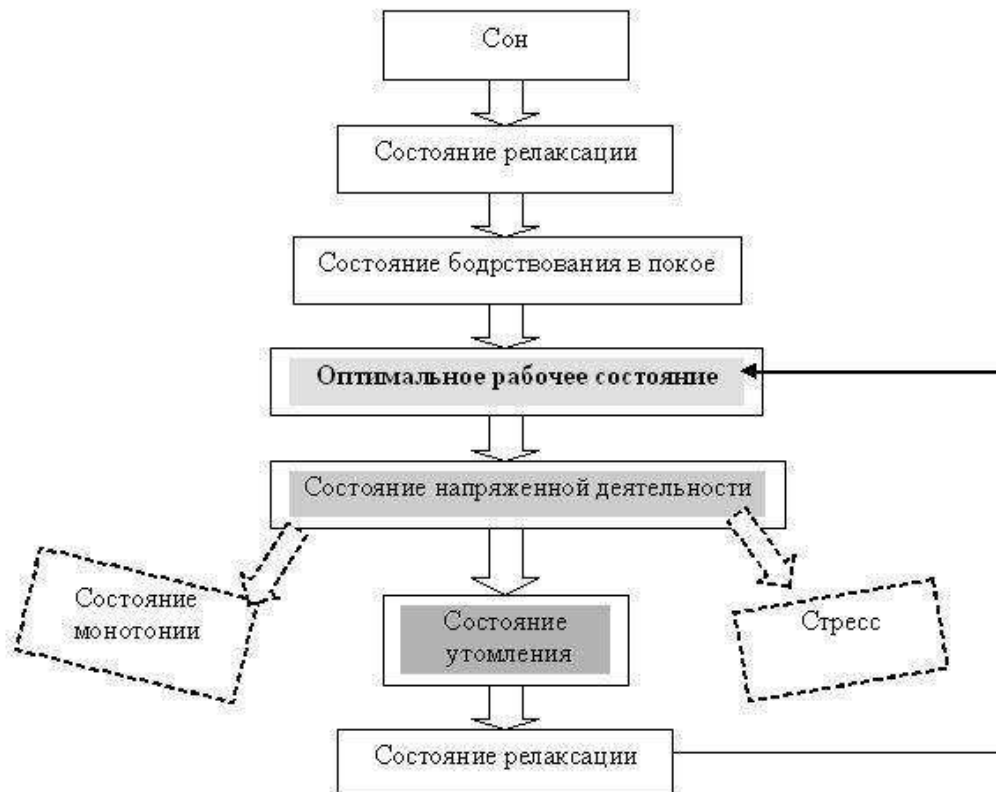 Сон
Состояние релаксации
Состояние бодрствования в покое
Оптимальное рабочее состояние
Состояние напряженной деятельности
Состояние
монотонии
Состояние
утомления
Стресс
Состояние релаксации